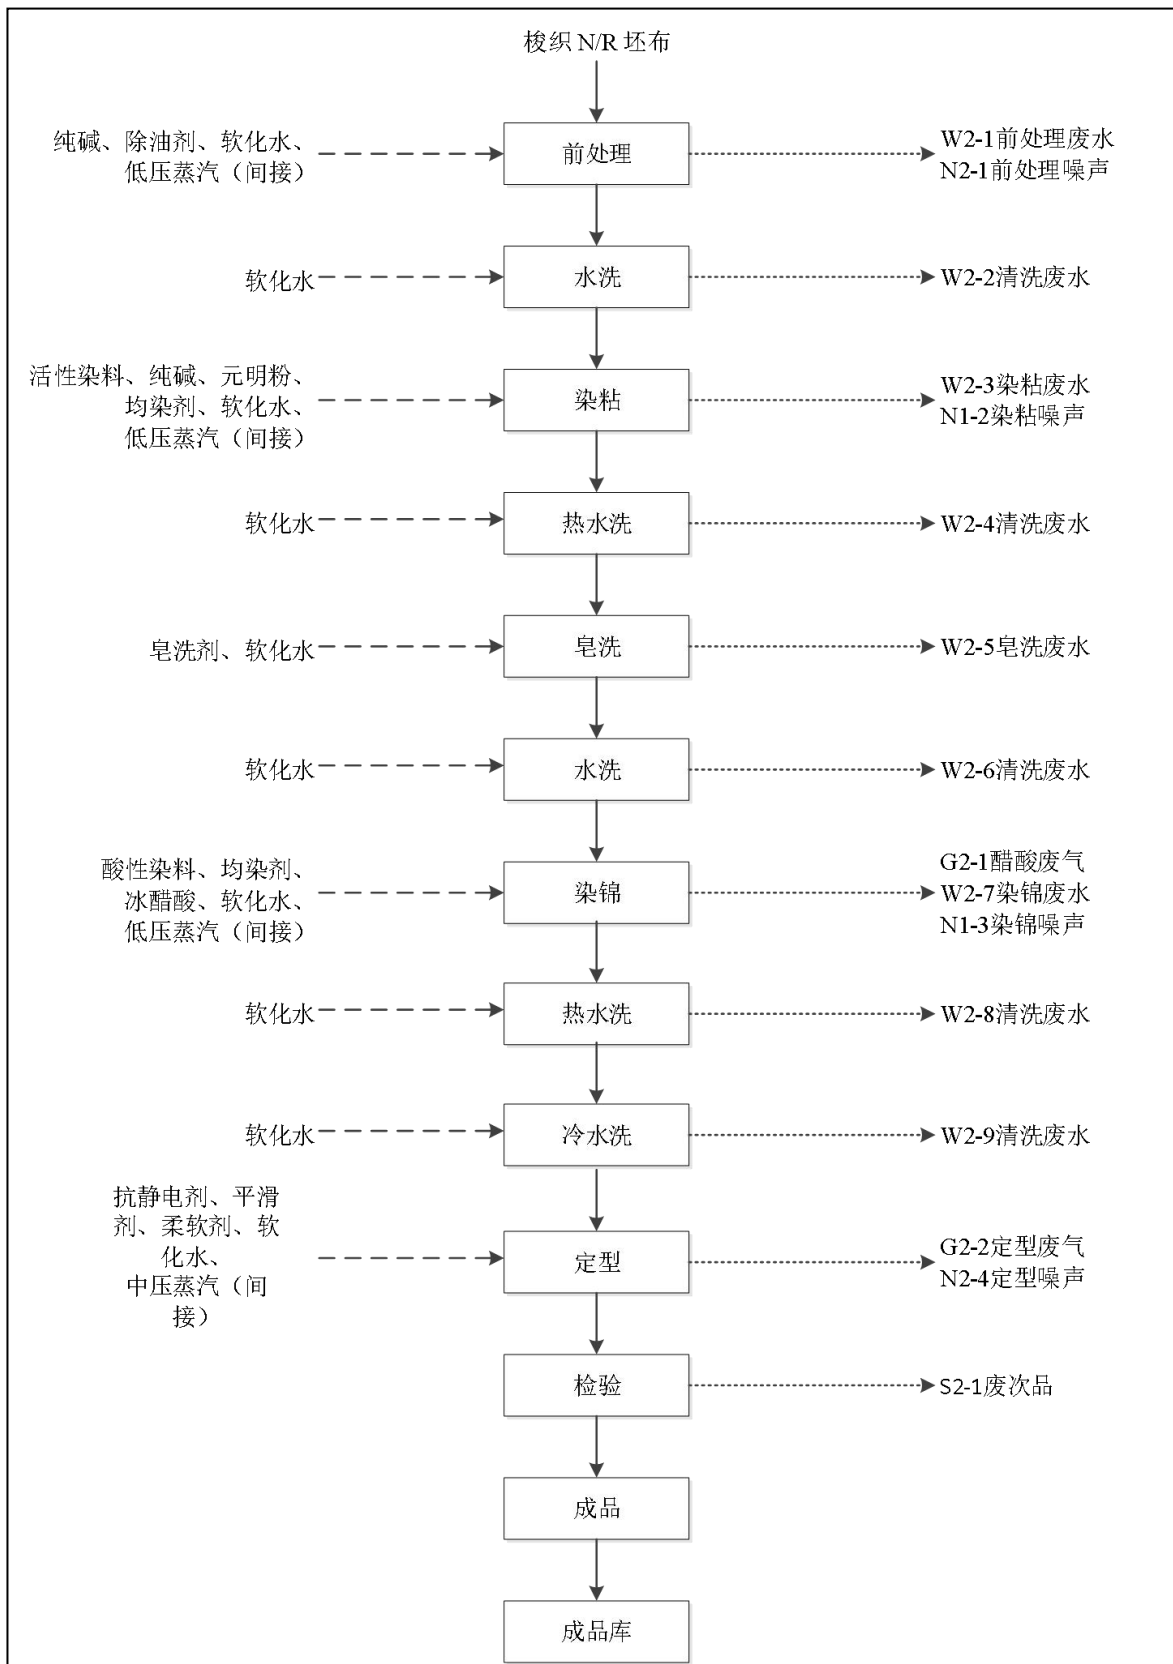 梭织 N/R 坯布
纯碱、除油剂、软化水、
低压蒸汽（间接）
前处理
W2-1前处理废水
N2-1前处理噪声
软化水
水洗
W2-2清洗废水
活性染料、纯碱、元明粉、
均染剂、软化水、
低压蒸汽（间接）
染粘
W2-3染粘废水
N1-2染粘噪声
软化水
热水洗
W2-4清洗废水
皂洗剂、软化水
皂洗
W2-5皂洗废水
软化水
水洗
W2-6清洗废水
酸性染料、均染剂、
冰醋酸、软化水、
低压蒸汽（间接）
染锦
G2-1醋酸废气
W2-7染锦废水
N1-3染锦噪声
软化水
热水洗
W2-8清洗废水
软化水
冷水洗
W2-9清洗废水
抗静电剂、平滑
剂、柔软剂、软
化水、
中压蒸汽（间
接）
定型
G2-2定型废气
N2-4定型噪声
检验
S2-1废次品
成品
成品库